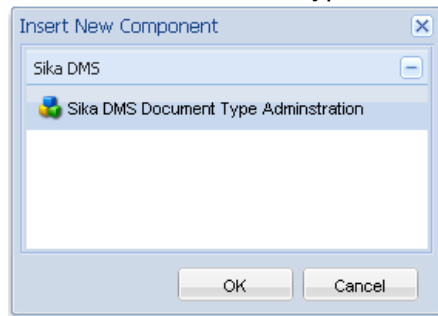 Insert New Component
Sika DMS
Sika DMS Document Type Adminstration
OK
Cancel